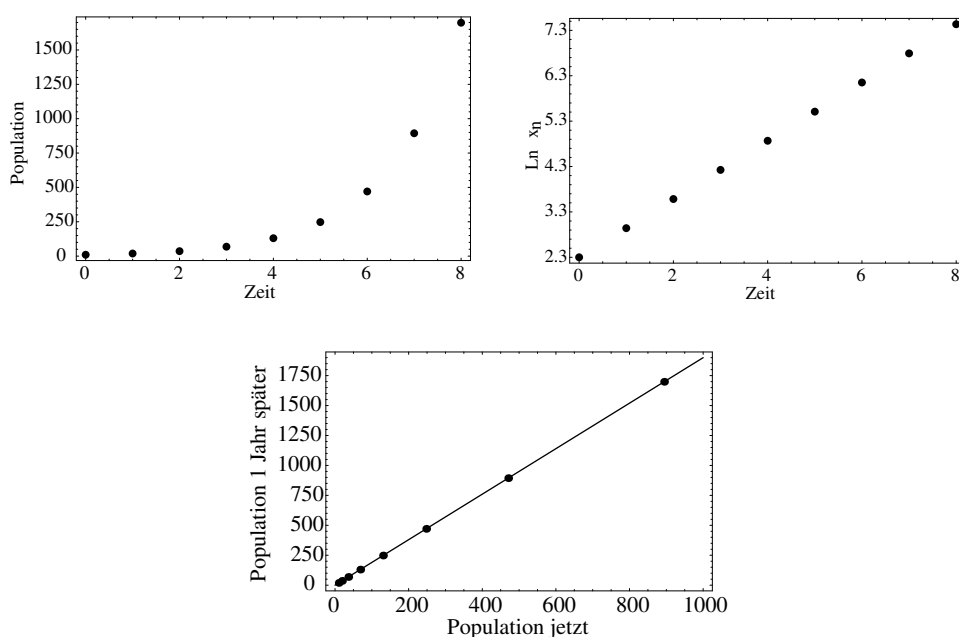 1500
1250
1000
750
500
250
0
Population
0 2 4 6 8
Zeit
7.3
6.3
5.3
4.3
3.3
2.3
Ln xn
0 2 4 6 8
Zeit
1750
1500
1250
1000
750
500
250
0
Population 1 Jahr später
0 200 400 600 800 1000
Population jetzt